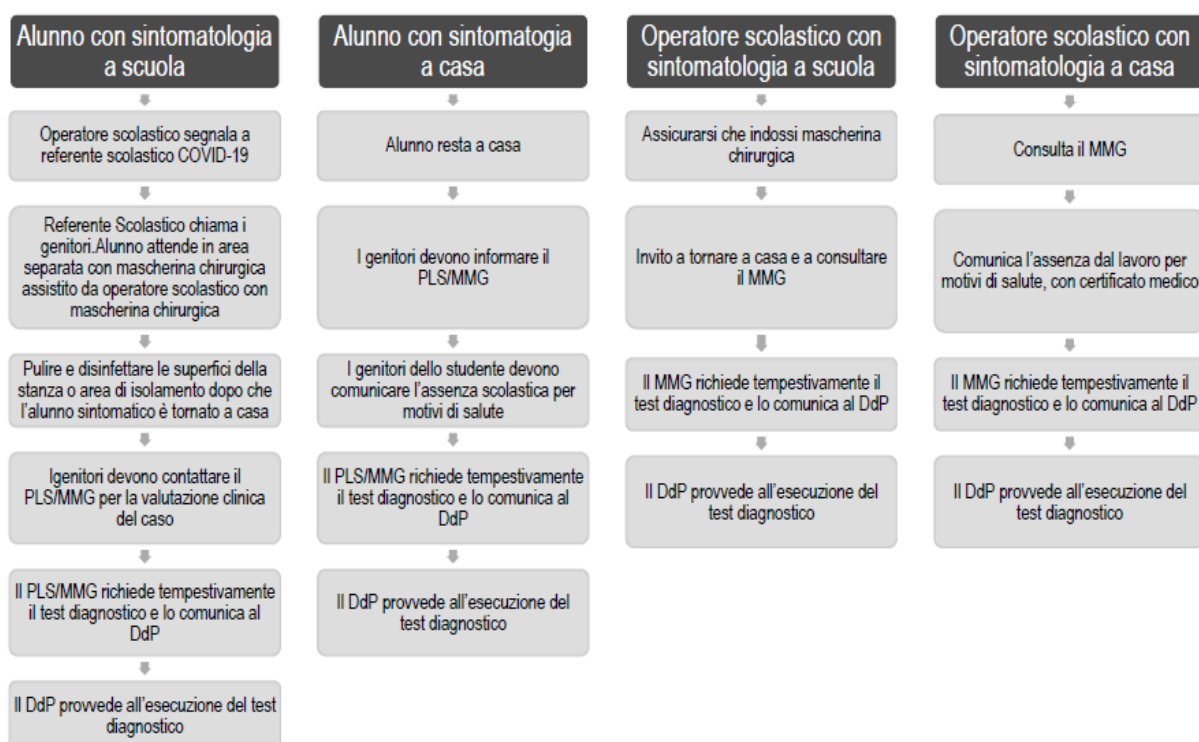 Alunno con sintomatologia
a scuola
Operatore scolastico segnala a
referente scolastico COVID-19
Referente Scolastico chiama i
genitori.Alunno attende in area
separata con mascherina chirurgica
assistito da operatore scolastico con
mascherina chirurgica
Pulire e disinfettare le superfici della
stanza o area di isolamento dopo che
l'alunno sintomatico è tornato a casa
Igenitori devono contattare il
PLS/MMG per la valutazione clinica
del caso
Il PLS/MMG richiede tempestivamente
il test diagnostico e lo comunica al
DdP
Il DdP provvede all'esecuzione del test
diagnostico
Alunno con sintomatogia
a casa
Alunno resta a casa
I genitori devono informare il
PLS/MMG
I genitori dello studente devono
comunicare l'assenza scolastica per
motivi di salute
Il PLS/MMG richiede tempestivamente
il test diagnostico e lo comunica al
DdP
Il DdP provvede all'esecuzione del
test diagnostico
Operatore scolastico con
sintomatologia a scuola
Assicurarsi che indossi mascherina
chirurgica
Invito a tornare a casa e a consultare
il MMG
Il MMG richiede tempestivamente il
test diagnostico e lo comunica al DdP
Il DdP provvede all'esecuzione del
test diagnostico
Operatore scolastico con
sintomatologia a casa
Consulta il MMG
Comunica l'assenza dal lavoro per
motivi di salute, con certificato medico
Il MMG richiede tempestivamente il
test diagnostico e lo comunica al DdP
Il DdP provvede all'esecuzione del
test diagnostico